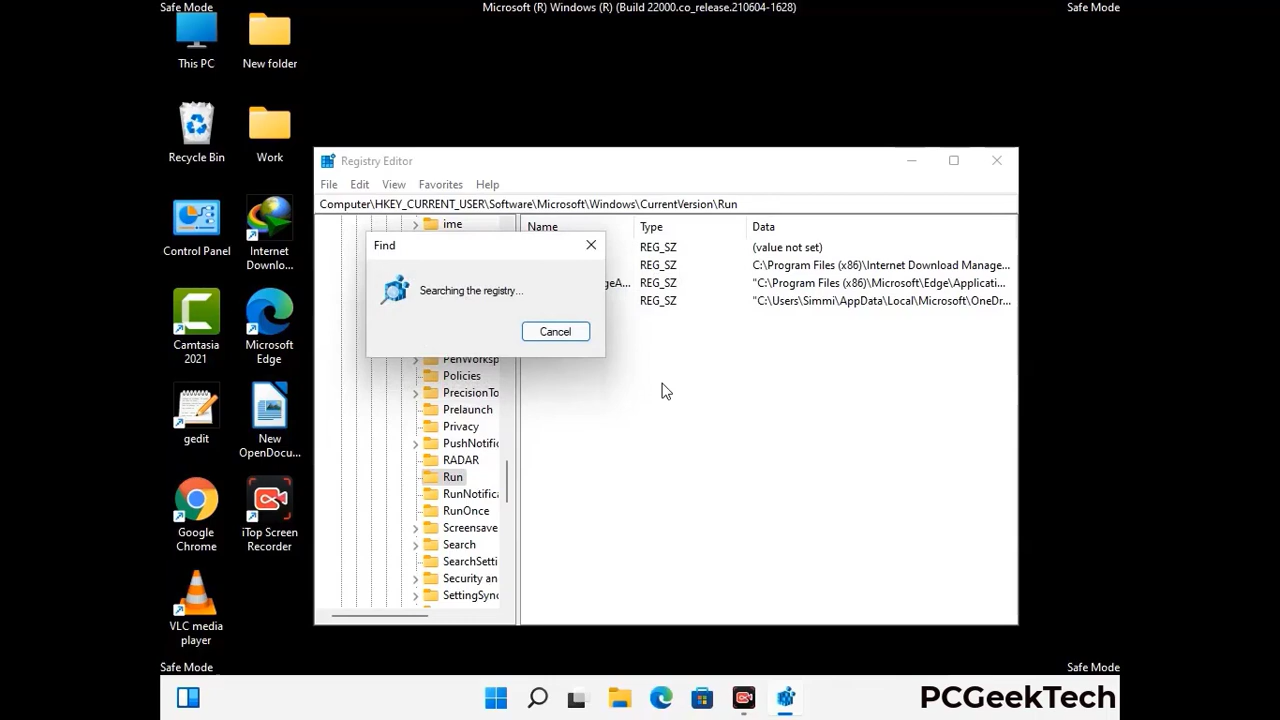 Safe Mode
Microsoft (R) Windows (R) (Build 22000.co_release.210604-1628)
Safe Mode
This PC
New folder
Recycle Bin
Work
Control Panel
Internet
Downlo...
Camtasia
2021
Microsoft
Edge
gedit
New
OpenDocu...
Google
Chrome
iTop Screen
Recorder
VLC media
player
Registry Editor
File Edit View Favorites Help
Computer\HKEY_CURRENT_USER\Software\Microsoft\Windows\CurrentVersion\Run
ime
Find
Searching the registry...
Cancel
PenWorksp
Policies
PrecisionTo
Prelaunch
Privacy
PushNotific
RADAR
Run
RunNotifica
RunOnce
Screensave
Search
SearchSetti
Security an
SettingSync
Name Type Data
REG_SZ (value not set)
REG_SZ C:\Program Files (x86)\Internet Download Manage...
geA... REG_SZ "C:\Program Files (x86)\Microsoft\Edge\Applicati...
REG_SZ "C:\Users\Simmi\AppData\Local\Microsoft\OneDr...
Safe Mode
Safe Mode
PCGeekTech